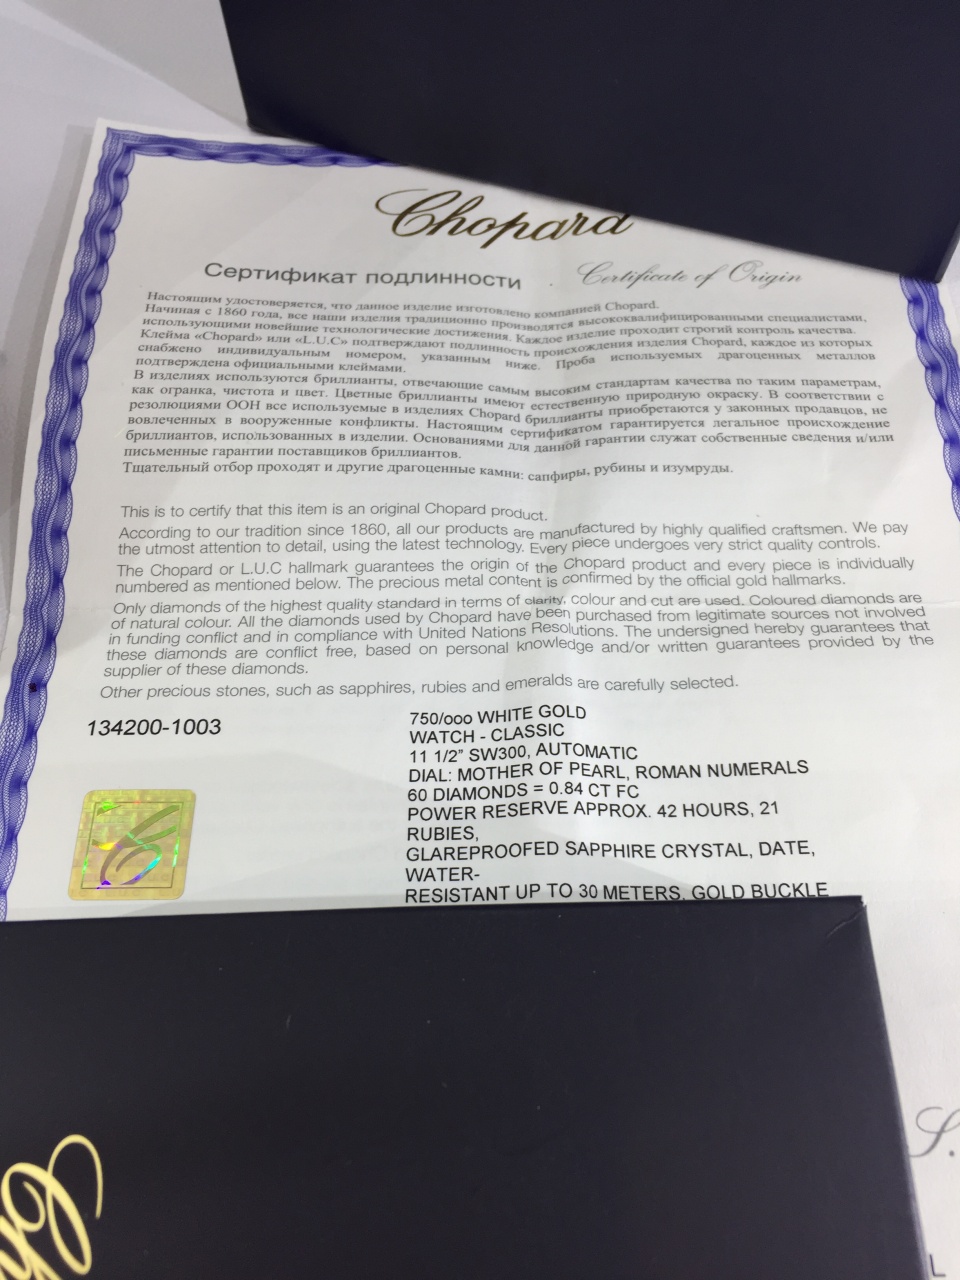 Chopard
Сертификат подлинности
Certificate of Origin
Настоящим удостоверяется, что данное изделие изготовлено компанией Chopard.
Начиная с 1860 года, все наши изделия традиционно производятся высококвалифицированными специалистами,
использующими новейшие технологические достижения. Каждое изделие проходит строгий контроль качества.
Клейма «Chopard» или «L.U.C» подтверждают подлинность происхождения изделия Chopard, каждое из которых
снабжено индивидуальным номером, указанным ниже. Проба используемых драгоценных металлов
подтверждена официальными клеймами.
В изделиях используются бриллианты, отвечающие самым высоким стандартам качества по таким параметрам,
как огранка, чистота и цвет. Цветные бриллианты имеют естественную природную окраску. В соответствии с
резолюциями ООН все используемые в изделиях Chopard бриллианты приобретаются у законных продавцов, не
вовлеченных в вооруженные конфликты. Настоящим сертификатом гарантируется легальное происхождение
бриллиантов, использованных в изделии. Основаниями для данной гарантии служат собственные сведения и/или
письменные гарантии поставщиков бриллиантов.
Тщательный отбор проходят и другие драгоценные камни: сапфиры, рубины и изумруды.
This is to certify that this item is an original Chopard product.
According to our tradition since 1860, all our products are manufactured by highly qualified craftsmen. We pay
the utmost attention to detail, using the latest technology. Every piece undergoes very strict quality controls.
The Chopard or L.U.C hallmark guarantees the origin of the Chopard product and every piece is individually
numbered as mentioned below. The precious metal content is confirmed by the official gold hallmarks.
Only diamonds of the highest quality standard in terms of clarity, colour and cut are used. Coloured diamonds are
of natural colour. All the diamonds used by Chopard have been purchased from legitimate sources not involved
in funding conflict and in compliance with United Nations Resolutions. The undersigned hereby guarantees that
these diamonds are conflict free, based on personal knowledge and/or written guarantees provided by the
supplier of these diamonds.
Other precious stones, such as sapphires, rubies and emeralds are carefully selected.
134200-1003
750/ooo WHITE GOLD
WATCH - CLASSIC
11 1/2" SW300, AUTOMATIC
DIAL: MOTHER OF PEARL, ROMAN NUMERALS
60 DIAMONDS = 0.84 CT FC
POWER RESERVE APPROX. 42 HOURS, 21
RUBIES,
GLAREPROOFED SAPPHIRE CRYSTAL, DATE,
WATER-
RESISTANT UP TO 30 METERS. GOLD BUCKLE